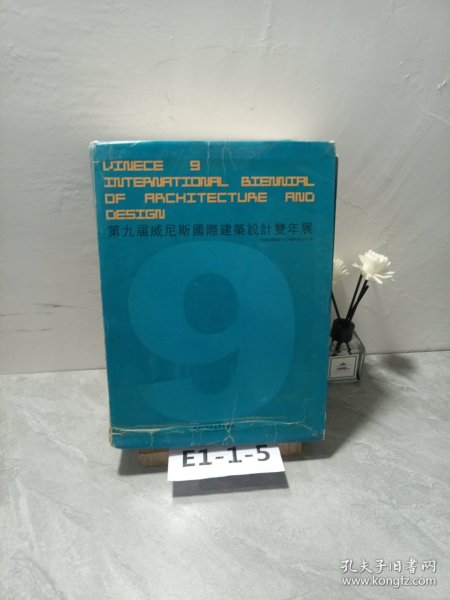 VINECE 9
INTERNATIONAL BIENNIAL
OF ARCHITECTURE AND
DESIGN
第九届威尼斯國際建築設計雙年展
9
E1-1-5
孔夫子旧书网
www.kongfz.com